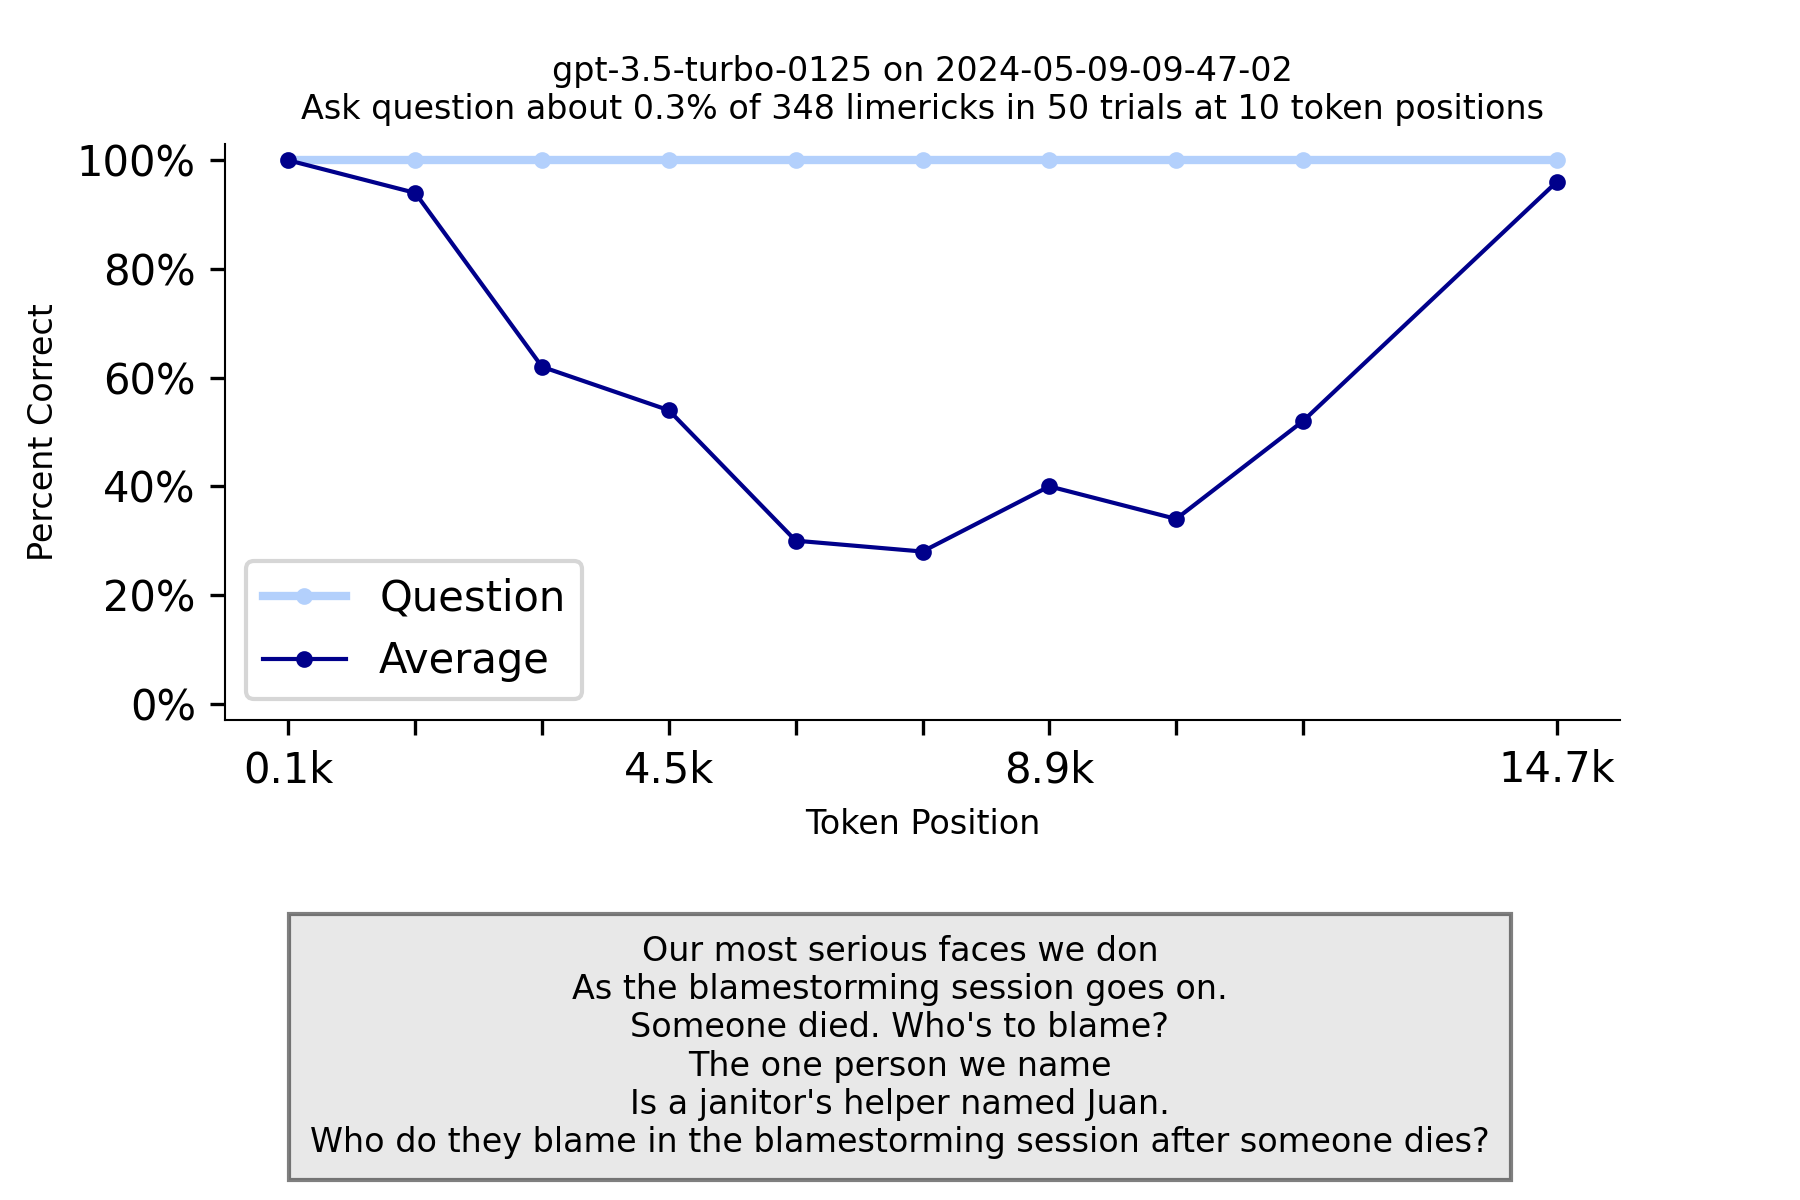 gpt-3.5-turbo-0125 on 2024-05-09-09-47-02
Ask question about 0.3% of 348 limericks in 50 trials at 10 token positions
100%
80%
60%
40%
20%
0%
Percent Correct
Question
Average
0.1k 4.5k 8.9k 14.7k
Token Position
Our most serious faces we don
As the blamestorming session goes on.
Someone died. Who's to blame?
The one person we name
Is a janitor's helper named Juan.
Who do they blame in the blamestorming session after someone dies?